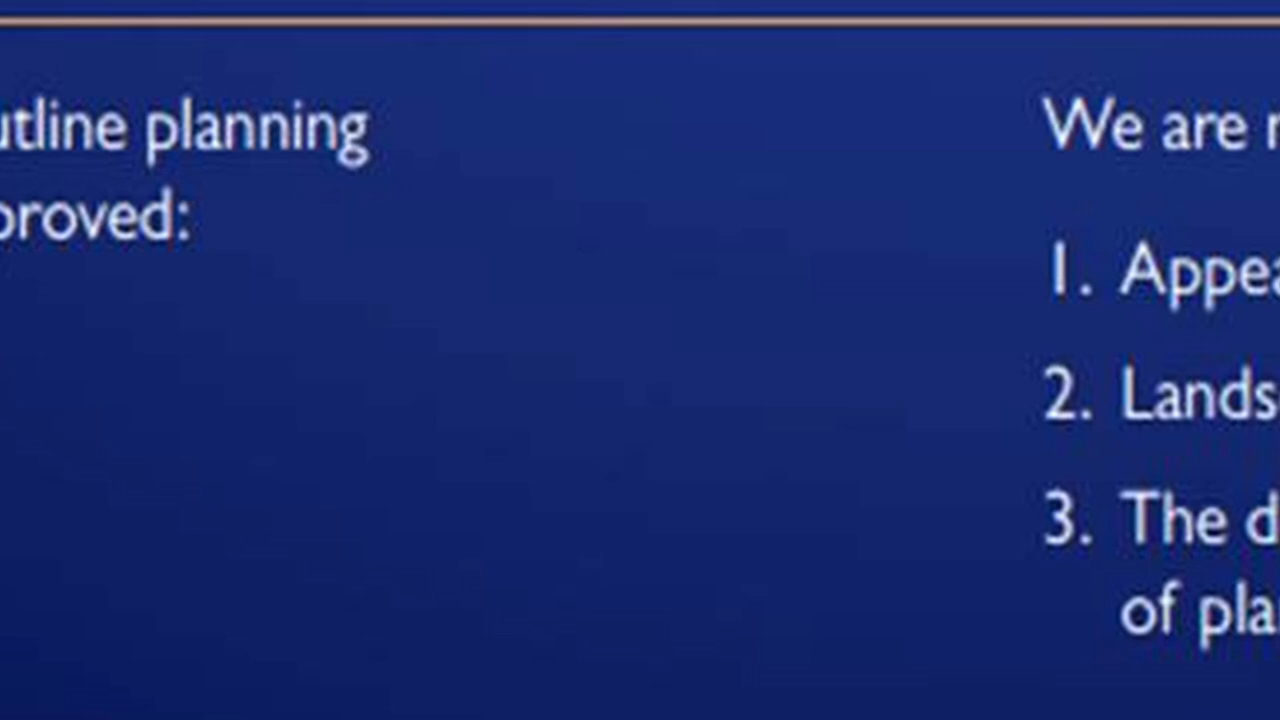 utline planning
proved:
We are
1. Appea
2. Lands
3. The d
of pla